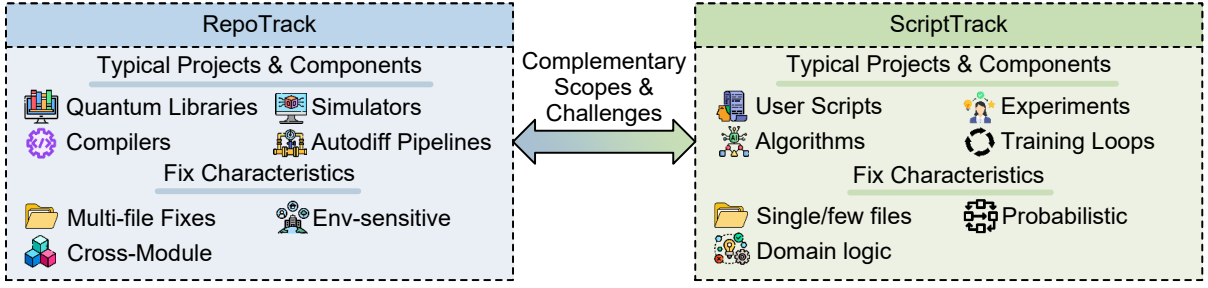 RepoTrack
Typical Projects & Components
Quantum Libraries
Simulators
Compilers
Autodiff Pipelines
Fix Characteristics
Multi-file Fixes
Env-sensitive
Cross-Module
Complementary
Scopes &
Challenges
ScriptTrack
Typical Projects & Components
User Scripts
Experiments
Algorithms
Training Loops
Fix Characteristics
Single/few files
Probabilistic
Domain logic